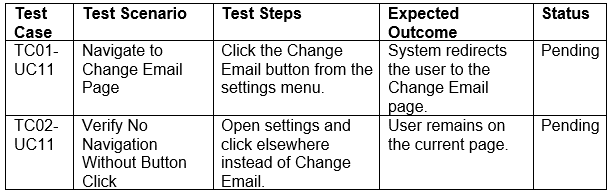 Test Case | Test Scenario | Test Steps | Expected Outcome | Status
TC01-UC11 | Navigate to Change Email Page | Click the Change Email button from the settings menu. | System redirects the user to the Change Email page. | Pending
TC02-UC11 | Verify No Navigation Without Button Click | Open settings and click elsewhere instead of Change Email. | User remains on the current page. | Pending